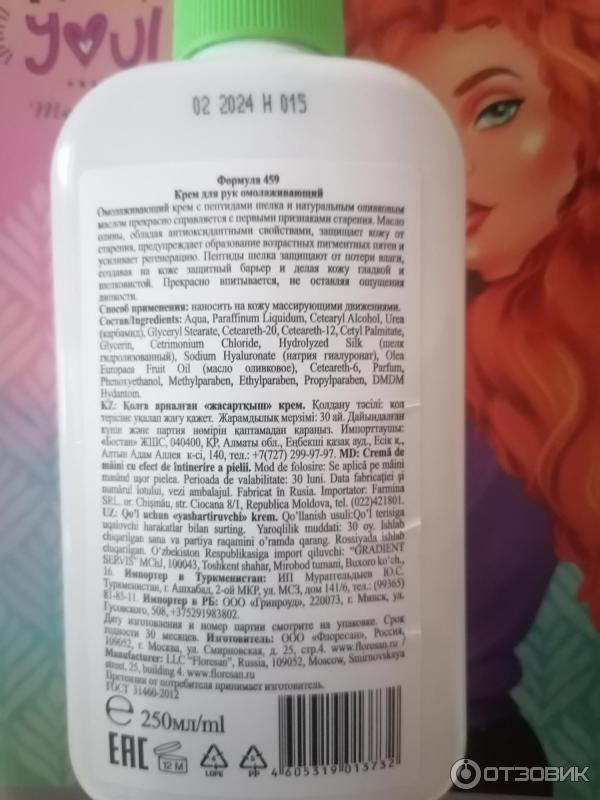 youl
02 2024 H 015
Формула 459
Крем для рук омолаживающий
Омолаживающий крем с пептидами шелка и натуральным оливковым
маслом прекрасно справляется с первыми признаками старения. Масло
оливы, обладая антиоксидантными свойствами, защищает кожу от
старения, предупреждает образование возрастных пигментных пятен и
усиливает регенерацию. Пептиды шелка защищают от потери влаги,
создавая на коже защитный барьер и делая кожу гладкой и
шелковистой. Прекрасно впитывается, не оставляя ощущения
липкости.
Способ применения: наносить на кожу массирующими движениями.
Состав/Ingredients: Aqua, Paraffinum Liquidum, Cetearyl Alcohol, Urea
(карбамид), Glyceryl Stearate, Ceteareth-20, Ceteareth-12, Cetyl Palmitate,
Glycerin, Cetrimonium Chloride, Hydrolyzed Silk (шелк
гидролизованный), Sodium Hyaluronate (натрия гиалуронат), Olea
Europaea Fruit Oil (масло оливковое), Ceteareth-6, Parfum,
Phenoxyethanol, Methylparaben, Ethylparaben, Propylparaben, DMDM
Hydantoin.
KZ: Қолға арналған «жасартқыш» крем. Қолдану тәсілі: қол
терісіне уқалап жағу қажет. Жарамдылық мерзімі: 30 ай. Дайындалған
күнін және партия нөмірін қаптамадан қараңыз. Импорттаушы:
«Бостан» ЖШС, 040400, ҚР, Алматы обл., Еңбекші қазақ ауд., Есік к.,
Алтын Адам Аллея к-сі, 140, тел.: +7(727) 299-97-97. MD: Cremă de
mâini cu efect de întinerire a pielii. Mod de folosire: Se aplică pe mâini
masând ușor pielea. Perioada de valabilitate: 30 luni. Data fabricației și
numărul lotului, vezi ambalajul. Fabricat în Rusia. Importator: Farmina
SRL, or. Chișinău, str. Ciocana 8/1, Republica Moldova, tel. (022)421801.
UZ: Qo'l uchun «yashartiruvchi» krem. Qo'llanish usuli:Qo'l terisiga
uqalovchi harakatlar bilan surting. Yaroqlilik muddati: 30 oy. Ishlab
chiqarilgan sana va partiya raqamini o'ramda qarang. Rossiyada ishlab
chiqarilgan. O'zbekiston Respublikasiga import qiluvchi: "GRADIENT
SERVIS" MChJ, 100043, Toshkent shahar, Mirobod tumani, Buxoro ko'ch.,
16. Импортер в Туркменистан: ИП Мурапгельдыев Ю.С.
Туркменистан, г. Ашхабад, 2-ой МКР, ул. МСЗ, дом 141/6, тел.: (99365)
81-85-11. Импортер в РБ: ООО «Гринроуд», 220073, г. Минск, ул.
Гусовского, 508, +375291983802.
Дату изготовления и номер партии смотрите на упаковке. Срок
годности 30 месяцев. Изготовитель: ООО «Флоресан», Россия,
109052, г. Москва, ул. Смирновская, д. 25, стр.4. www.floresan.ru
Manufacturer: LLC "Floresan", Russia, 109052, Moscow, Smirnovskaya
street, 25, building 4. www.floresan.ru
Претензии от потребителя принимает изготовитель.
ГОСТ 31460-2012
℮ 250мл/ml
EAC 12 M LDPE PP
4 605319 013732
ОТЗОВИК